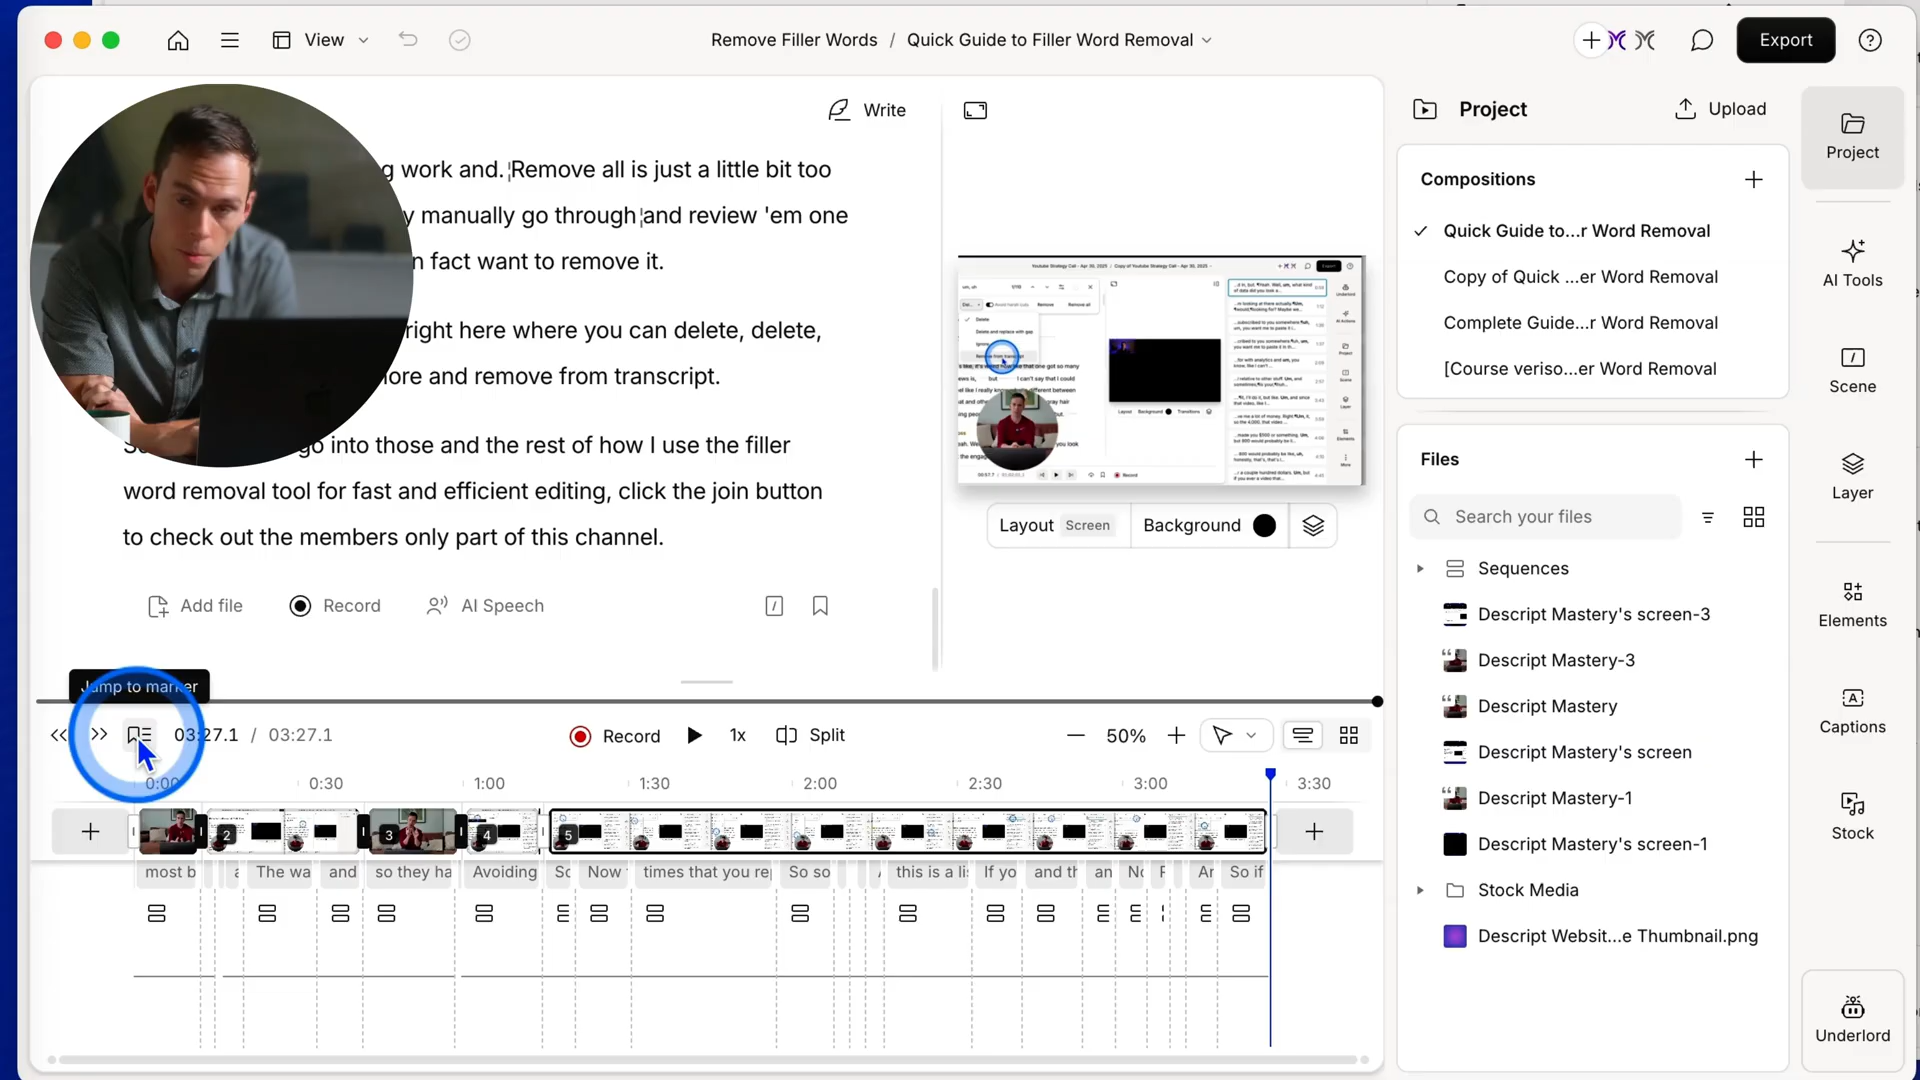 View
Remove Filler Words / Quick Guide to Filler Word Removal
Export
Write
g work and. Remove all is just a little bit too
y manually go through and review 'em one
n fact want to remove it.
right here where you can delete, delete,
ore and remove from transcript.
go into those and the rest of how I use the filler
word removal tool for fast and efficient editing, click the join button
to check out the members only part of this channel.
Add file
Record
AI Speech
Layout Screen
Background
Project
Upload
Compositions
Quick Guide to...r Word Removal
Copy of Quick ...er Word Removal
Complete Guide...r Word Removal
[Course veriso...er Word Removal
Files
Search your files
Sequences
Descript Mastery's screen-3
Descript Mastery-3
Descript Mastery
Descript Mastery's screen
Descript Mastery-1
Descript Mastery's screen-1
Stock Media
Descript Websit...e Thumbnail.png
Project
AI Tools
Scene
Layer
Elements
Captions
Stock
Underlord
Jump to marker
03:27.1 / 03:27.1
Record
1x
Split
50%
0:00 0:30 1:00 1:30 2:00 2:30 3:00 3:30
2 3 4 5
most b
The wa
and
so they ha
Avoiding
Now
times that you re
So so
this is a li
If yo
and th
an
So if